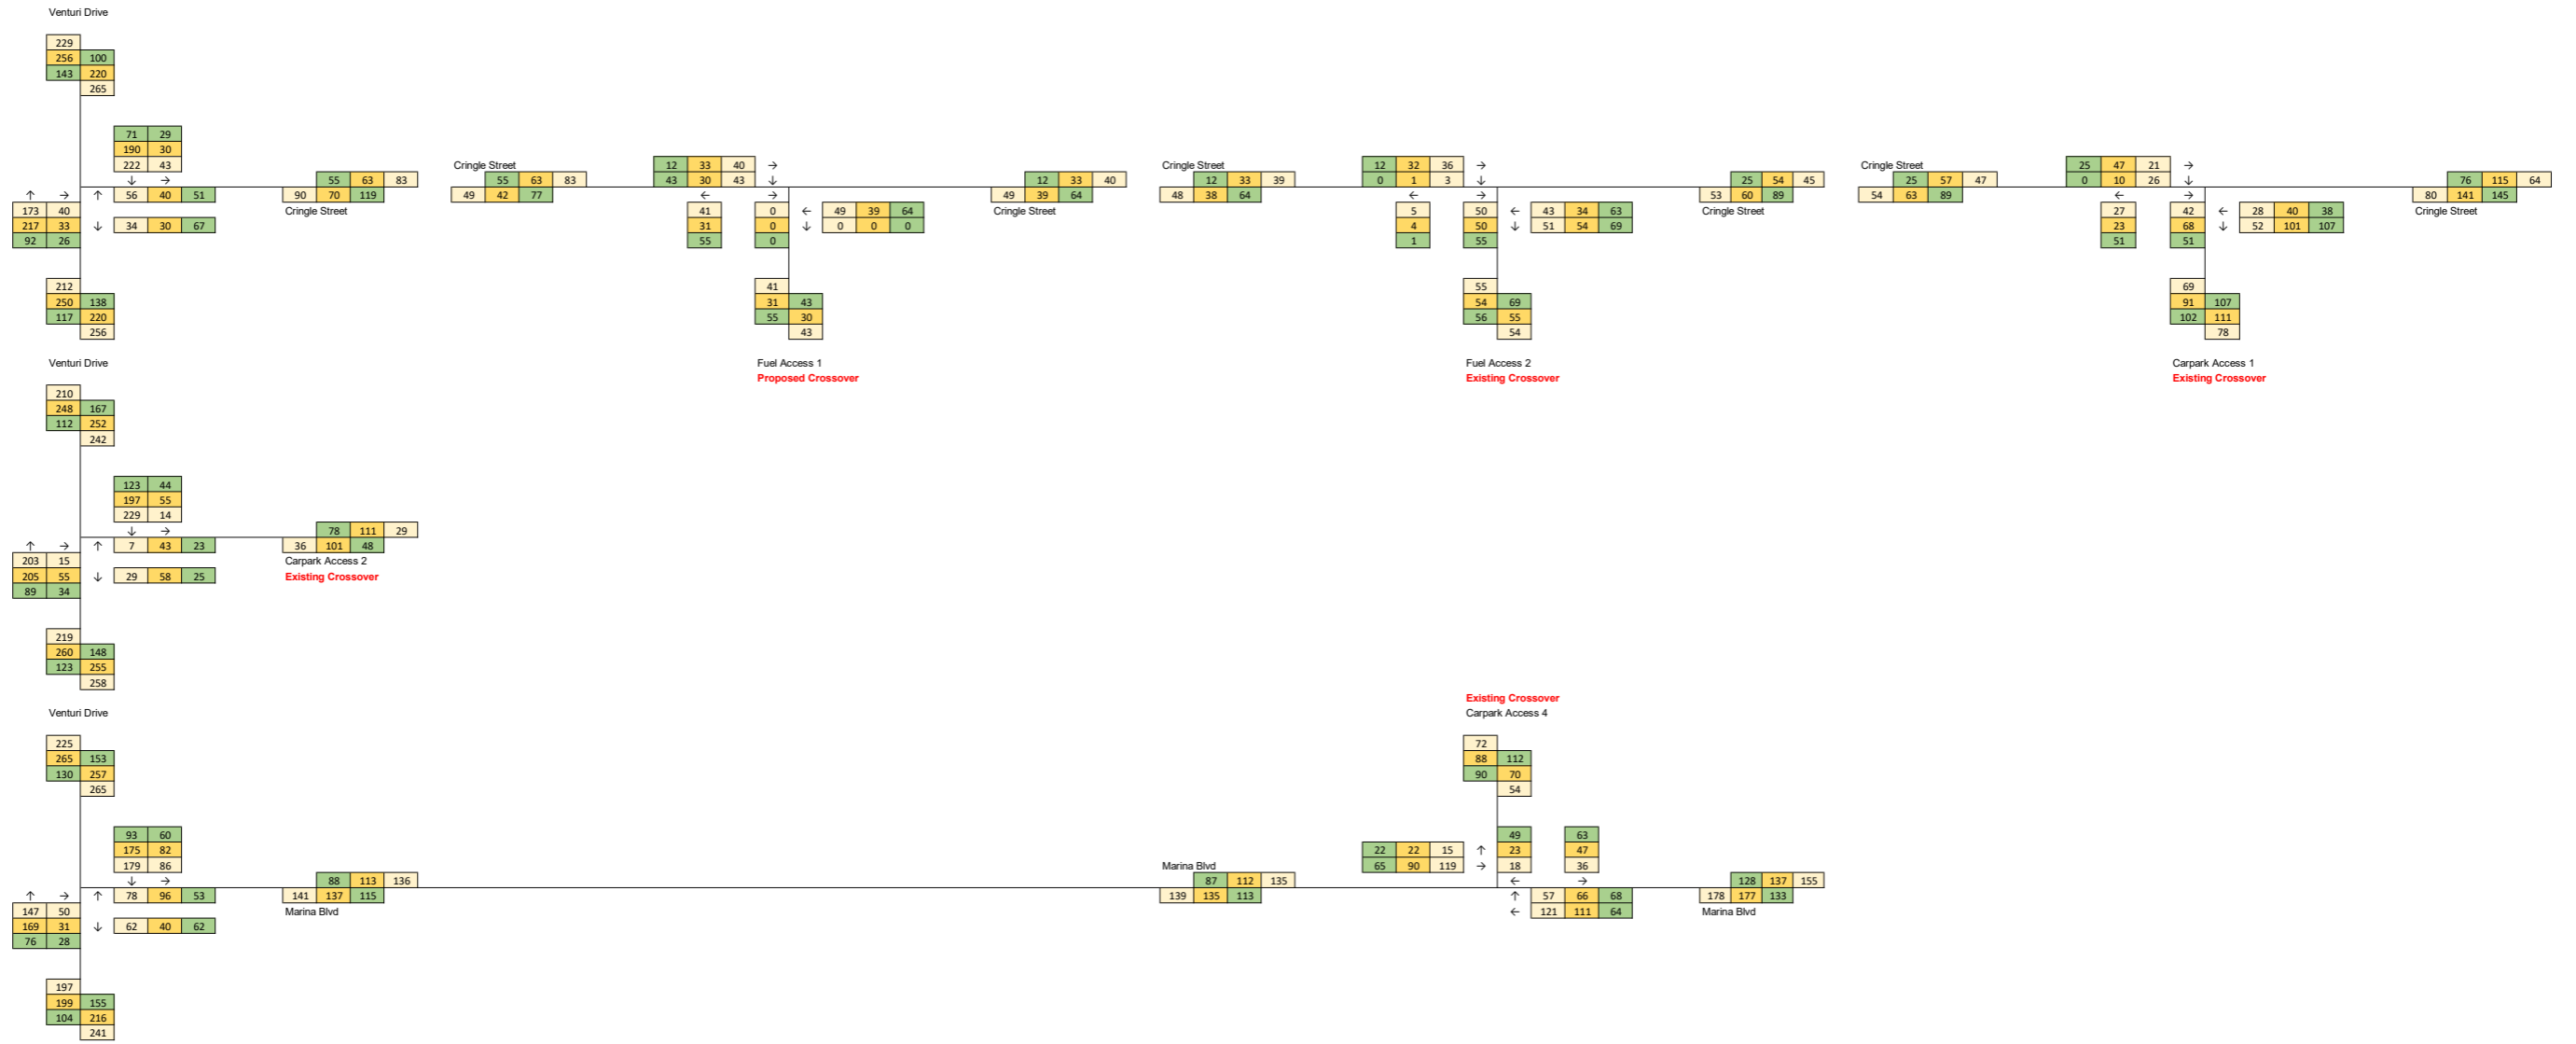 Venturi Drive
229
256 100
143 220
265
71 29
190 30
222 43
↓ →
↑ → ↑ 56 40 51
173 40
217 33 ↓ 34 30 67
92 26
55 63 83
90 70 119
Cringle Street
212
250 138
117 220
256
Cringle Street
55 63 83
49 42 77
12 33 40 →
43 30 43 ↓
← →
41 0 ← 49 39 64
31 0 ↓ 0 0 0
55 0
12 33 40
49 39 64
Cringle Street
41
31 43
55 30
43
Fuel Access 1
Proposed Crossover
Cringle Street
12 33 39
48 38 64
12 32 36 →
0 1 3 ↓
← →
5 50 ← 43 34 63
4 50 ↓ 51 54 69
1 55
25 54 45
53 60 89
Cringle Street
55
54 69
56 55
54
Fuel Access 2
Existing Crossover
Cringle Street
25 57 47
54 63 89
25 47 21 →
0 10 26 ↓
← →
27 42 ← 28 40 38
23 68 ↓ 52 101 107
51 51
76 115 64
80 141 145
Cringle Street
69
91 107
102 111
78
Carpark Access 1
Existing Crossover
Venturi Drive
210
248 167
112 252
242
123 44
197 55
229 14
↓ →
↑ → ↑ 7 43 23
203 15
205 55 ↓ 29 58 25
89 34
78 111 29
36 101 48
Carpark Access 2
Existing Crossover
219
260 148
123 255
258
Venturi Drive
225
265 153
130 257
265
93 60
175 82
179 86
↓ →
↑ → ↑ 78 96 53
147 50
169 31 ↓ 62 40 62
76 28
88 113 136
141 137 115
Marina Blvd
197
199 155
104 216
241
Existing Crossover
Carpark Access 4
72
88 112
90 70
54
Marina Blvd
87 112 135
139 135 113
22 22 15 ↑
65 90 119 →
49 63
23 47
18 36
← →
↑ 57 66 68
← 121 111 64
128 137 155
178 177 133
Marina Blvd